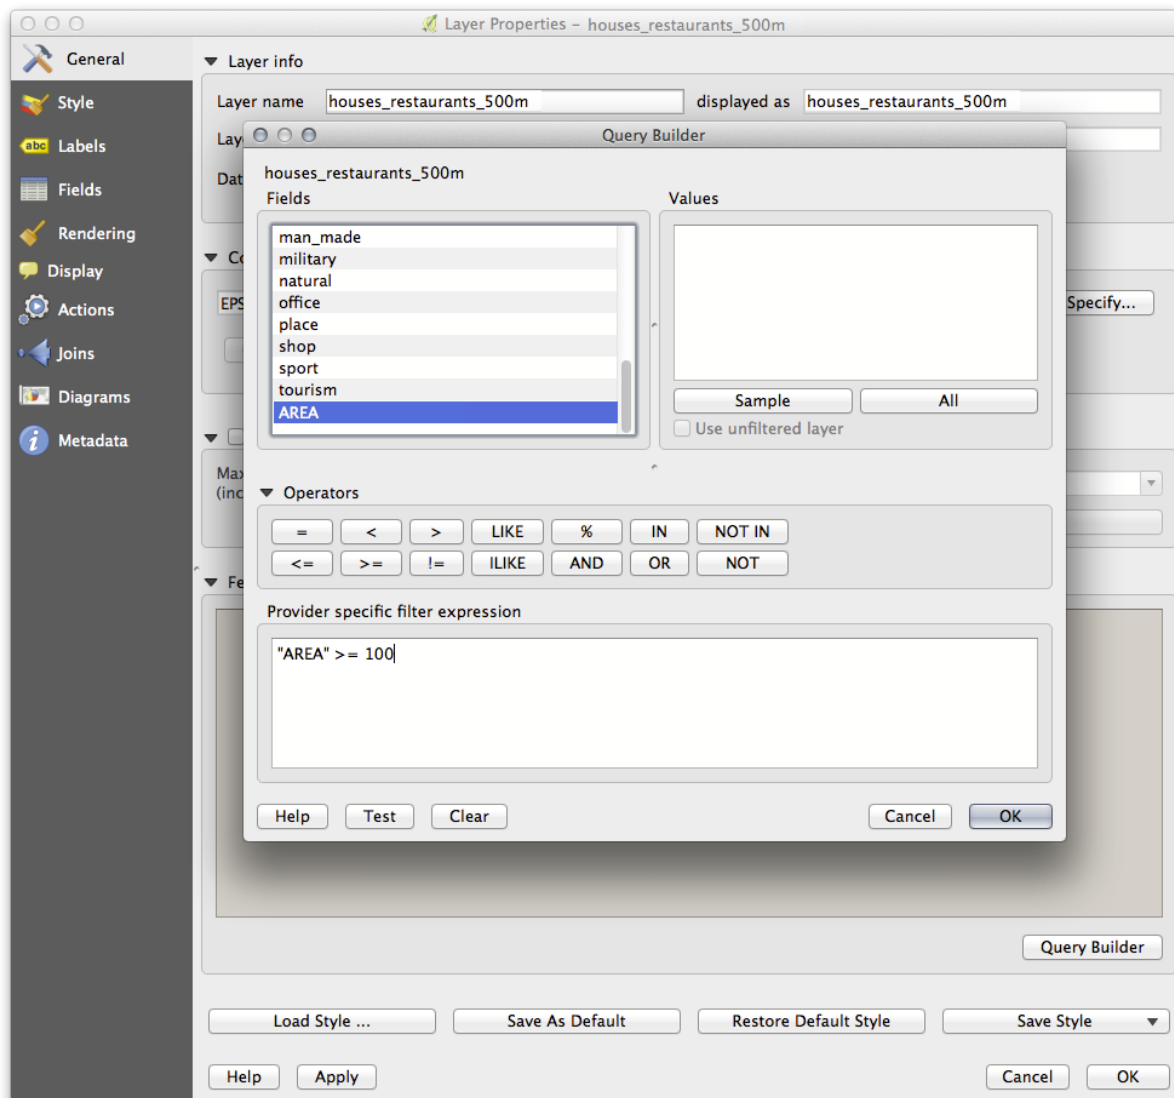 Layer Properties – houses_restaurants_500m
General
Style
Labels
Fields
Rendering
Display
Actions
Joins
Diagrams
Metadata
abc
Layer info
Layer name houses_restaurants_500m displayed as houses_restaurants_500m
Query Builder
houses_restaurants_500m
Fields
man_made
military
natural
office
place
shop
sport
tourism
AREA
Values
Sample All
Use unfiltered layer
Specify...
Operators
= < > LIKE % IN NOT IN
<= >= != ILIKE AND OR NOT
Provider specific filter expression
"AREA" >= 100
Help Test Clear Cancel OK
Query Builder
Load Style ... Save As Default Restore Default Style Save Style
Help Apply Cancel OK